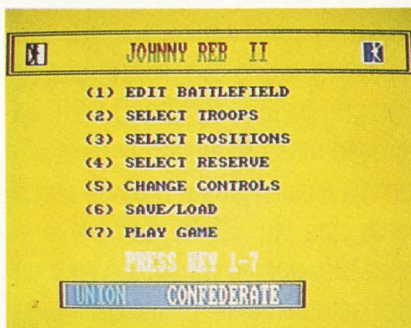 JOHNNY REB II
(1) EDIT BATTLEFIELD
(2) SELECT TROOPS
(3) SELECT POSITIONS
(4) SELECT RESERVE
(5) CHANGE CONTROLS
(6) SAVE/LOAD
(7) PLAY GAME
PRESS KEY 1-7
UNION CONFEDERATE